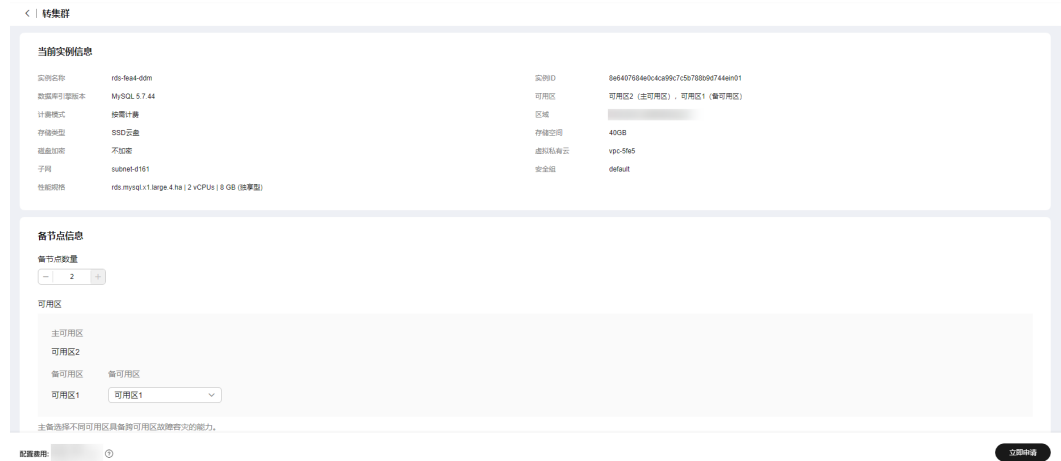 转集群
当前实例信息
实例名称 rds-fea4-ddm 实例ID 8e6407684e0c4ca99c7c5b788b9d744ein01
数据库引擎版本 MySQL 5.7.44 可用区 可用区2（主可用区），可用区1（备可用区）
计费模式 按需计费 区域
存储类型 SSD云盘 存储空间 40GB
磁盘加密 不加密 虚拟私有云 vpc-5fe5
子网 subnet-d161 安全组 default
性能规格 rds.mysql.x1.large.4.ha | 2 vCPUs | 8 GB (独享型)
备节点信息
备节点数量
2
可用区
主可用区
可用区2
备可用区 备可用区
可用区1 可用区1
主备选择不同可用区具备跨可用区故障容灾的能力。
配置费用: 立即申请